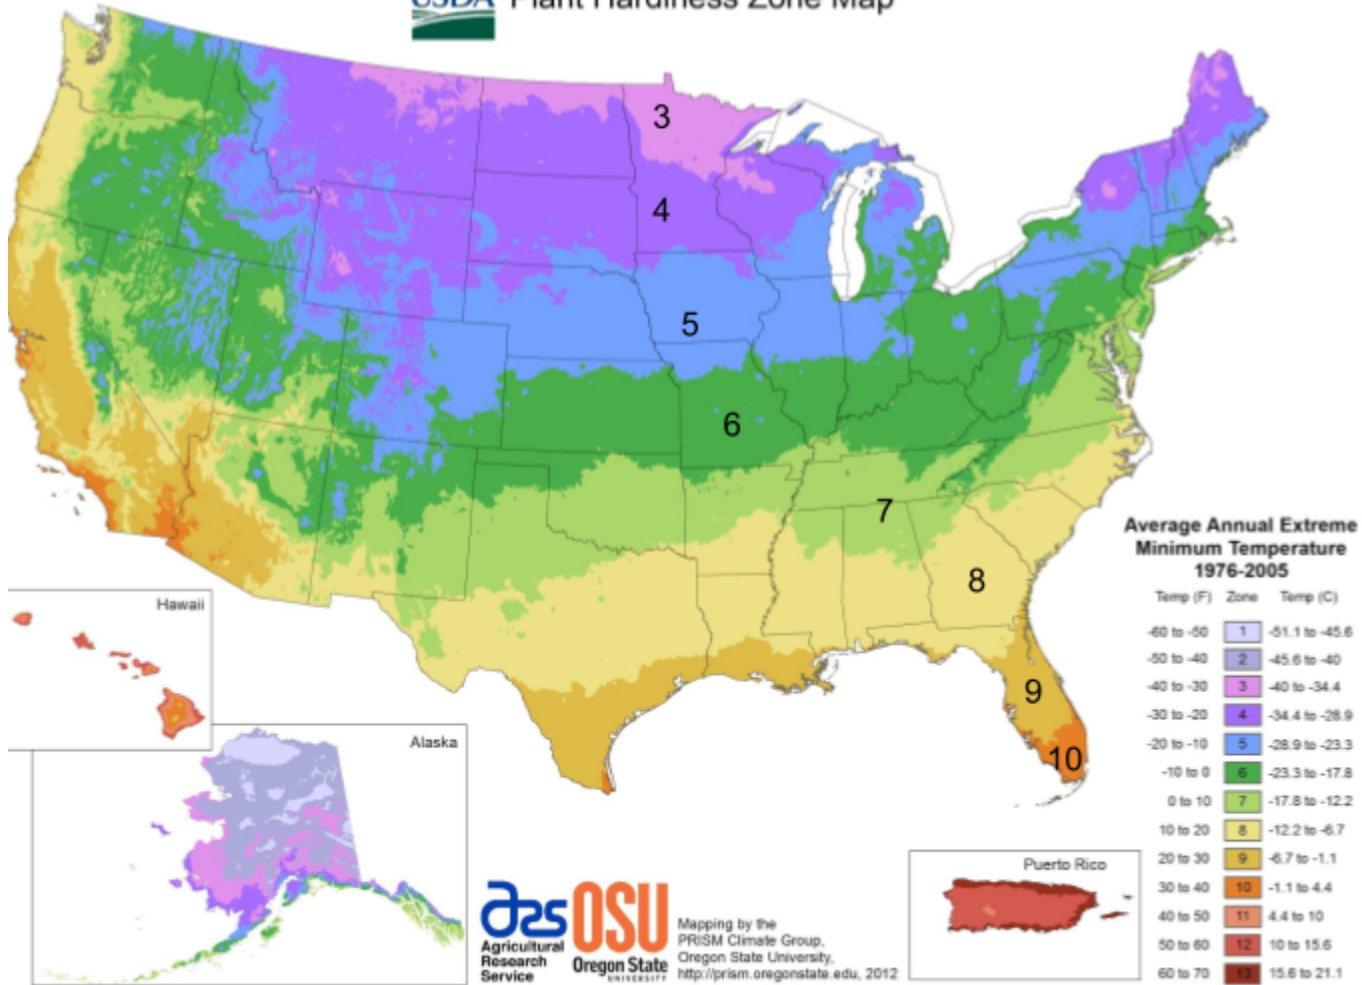 USDA Plant Hardiness Zone Map
3
4
5
6
7
8
9
10
Hawaii
Alaska
Puerto Rico
Average Annual Extreme
Minimum Temperature
1976-2005
Temp (F) Zone Temp (C)
-60 to -50 1 -51.1 to -45.6
-50 to -40 2 -45.6 to -40
-40 to -30 3 -40 to -34.4
-30 to -20 4 -34.4 to -28.9
-20 to -10 5 -28.9 to -23.3
-10 to 0 6 -23.3 to -17.8
0 to 10 7 -17.8 to -12.2
10 to 20 8 -12.2 to -6.7
20 to 30 9 -6.7 to -1.1
30 to 40 10 -1.1 to 4.4
40 to 50 11 4.4 to 10
50 to 60 12 10 to 15.6
60 to 70 13 15.6 to 21.1
ars
Agricultural
Research
Service
OSU
Oregon State
UNIVERSITY
Mapping by the
PRISM Climate Group,
Oregon State University,
http://prism.oregonstate.edu, 2012